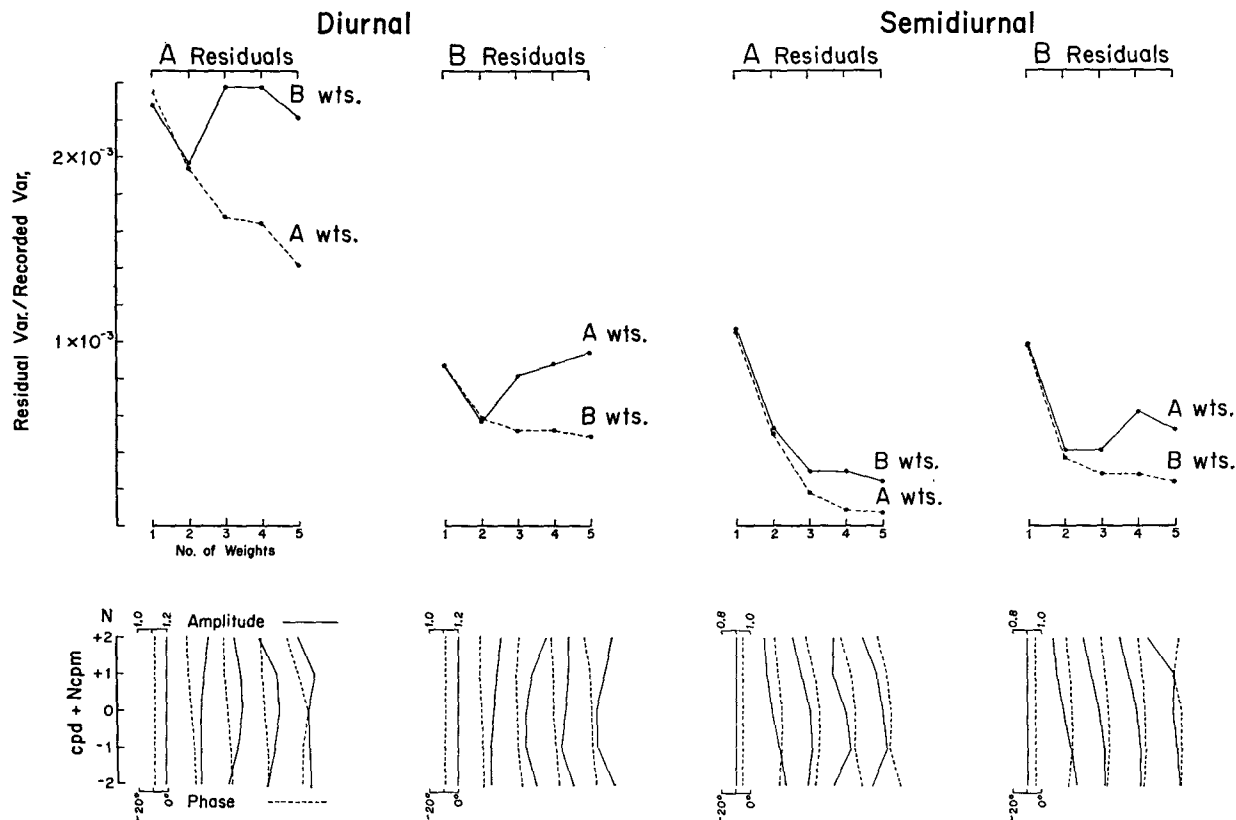 Diurnal
Semidiurnal
A Residuals
B Residuals
A Residuals
B Residuals
Residual Var./Recorded Var,
2×10⁻³
1×10⁻³
B wts.
A wts.
A wts.
B wts.
B wts.
A wts.
A wts.
B wts.
1 2 3 4 5
No. of Weights
1 2 3 4 5
1 2 3 4 5
1 2 3 4 5
N
cpd + Ncpm
+2
+1
0
-1
-2
1.0 1.2
Amplitude
1.0 1.2
0.8 1.0
0.8 1.0
-20° 0°
Phase
-20° 0°
-20° 0°
-20° 0°